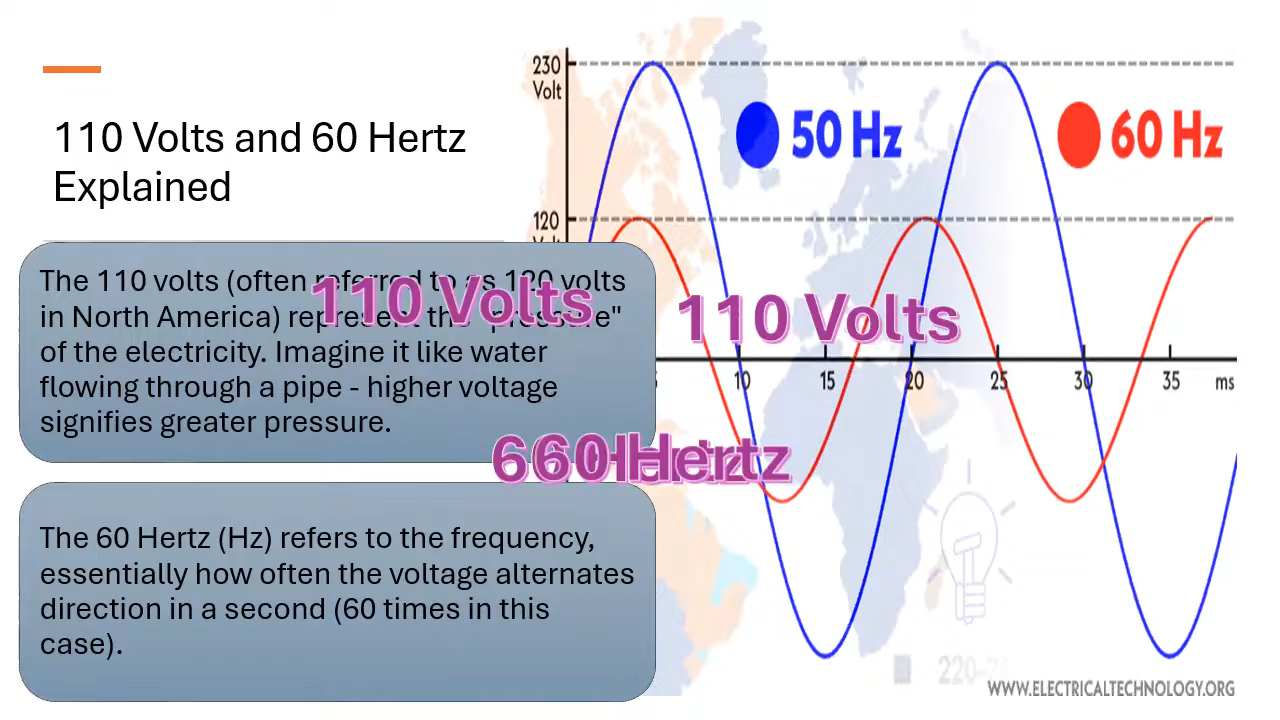 110 Volts and 60 Hertz
Explained
The 110 volts (often referred to as 120 volts
in North America) represent the "pressure"
of the electricity. Imagine it like water
flowing through a pipe - higher voltage
signifies greater pressure.
The 60 Hertz (Hz) refers to the frequency,
essentially how often the voltage alternates
direction in a second (60 times in this
case).
110 Volts
110 Volts
60 Hertz
60 Hertz
230
Volt
50 Hz
60 Hz
120
10
15
20
25
30
35
ms
WWW.ELECTRICALTECHNOLOGY.ORG